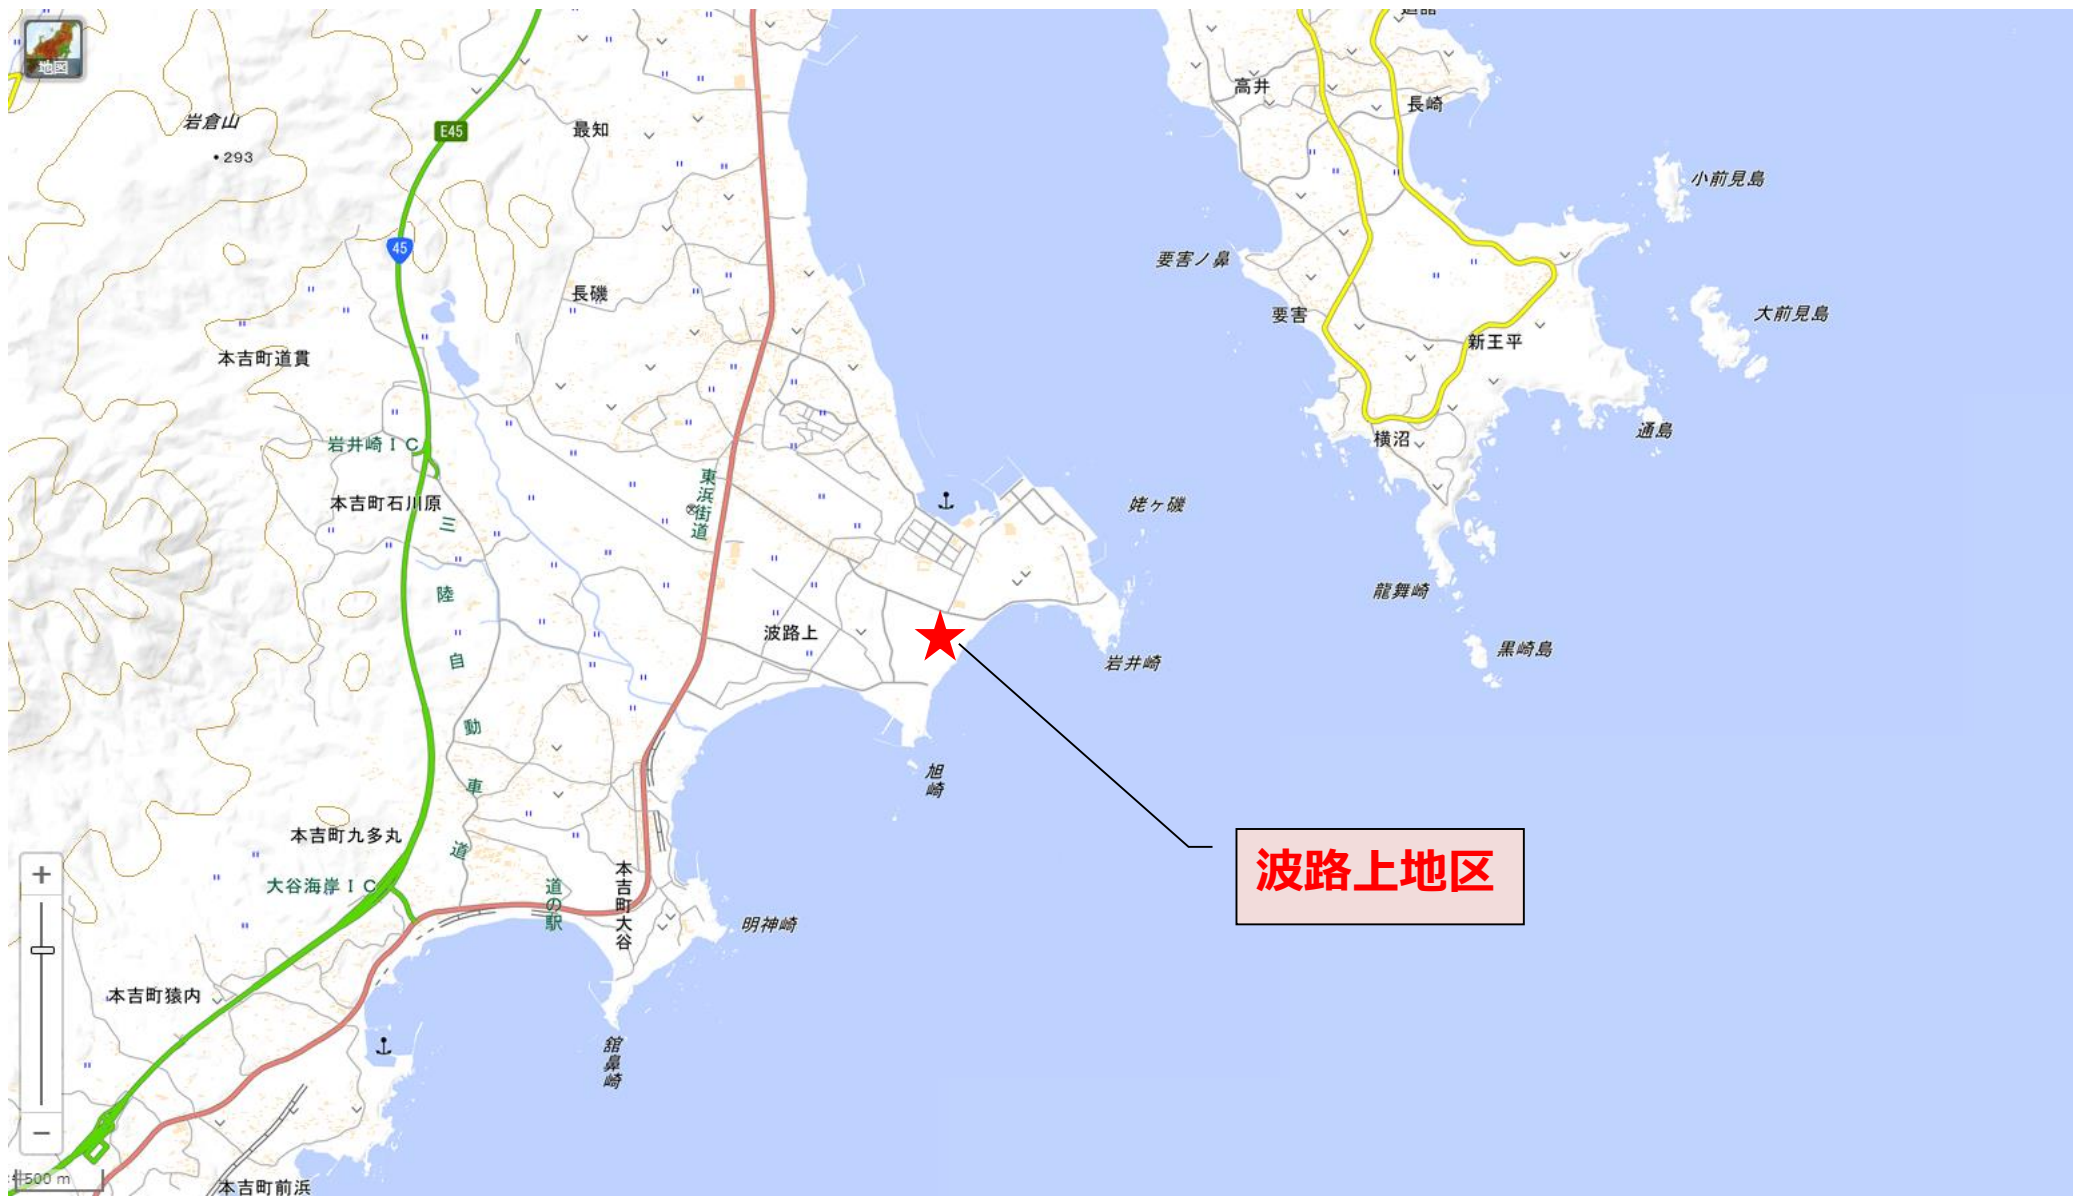 地図
岩倉山
293
E45
最知
高井
長崎
小前見島
45
要害ノ鼻
長磯
要害
大前見島
新王平
本吉町道貫
通島
横沼
岩井崎IC
本吉町石川原
東浜街道
姥ヶ磯
龍舞崎
三陸自動車道
波路上
岩井崎
黒崎島
旭崎
波路上地区
本吉町九多丸
大谷海岸IC
道の駅
本吉町大谷
明神崎
本吉町猿内
舘鼻崎
+
−
500 m
本吉町前浜